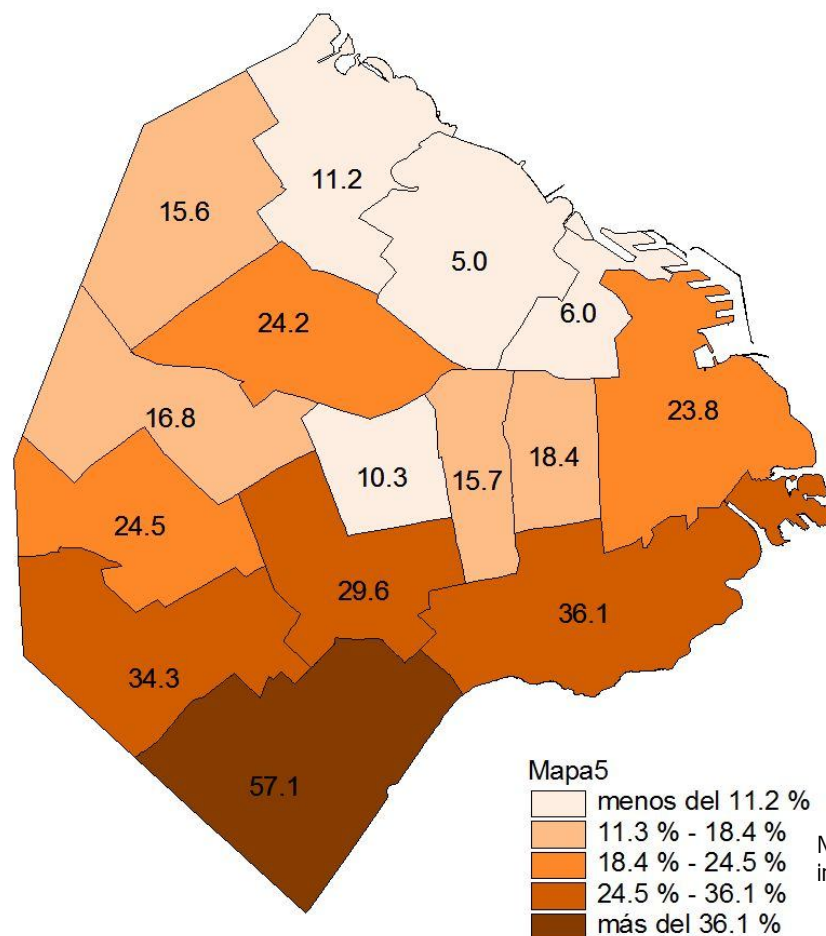 11.2
15.6
5.0
6.0
24.2
23.8
16.8
10.3
15.7
18.4
24.5
29.6
36.1
34.3
57.1
Mapa5
menos del 11.2 %
11.3 % - 18.4 %
18.4 % - 24.5 %
24.5 % - 36.1 %
más del 36.1 %